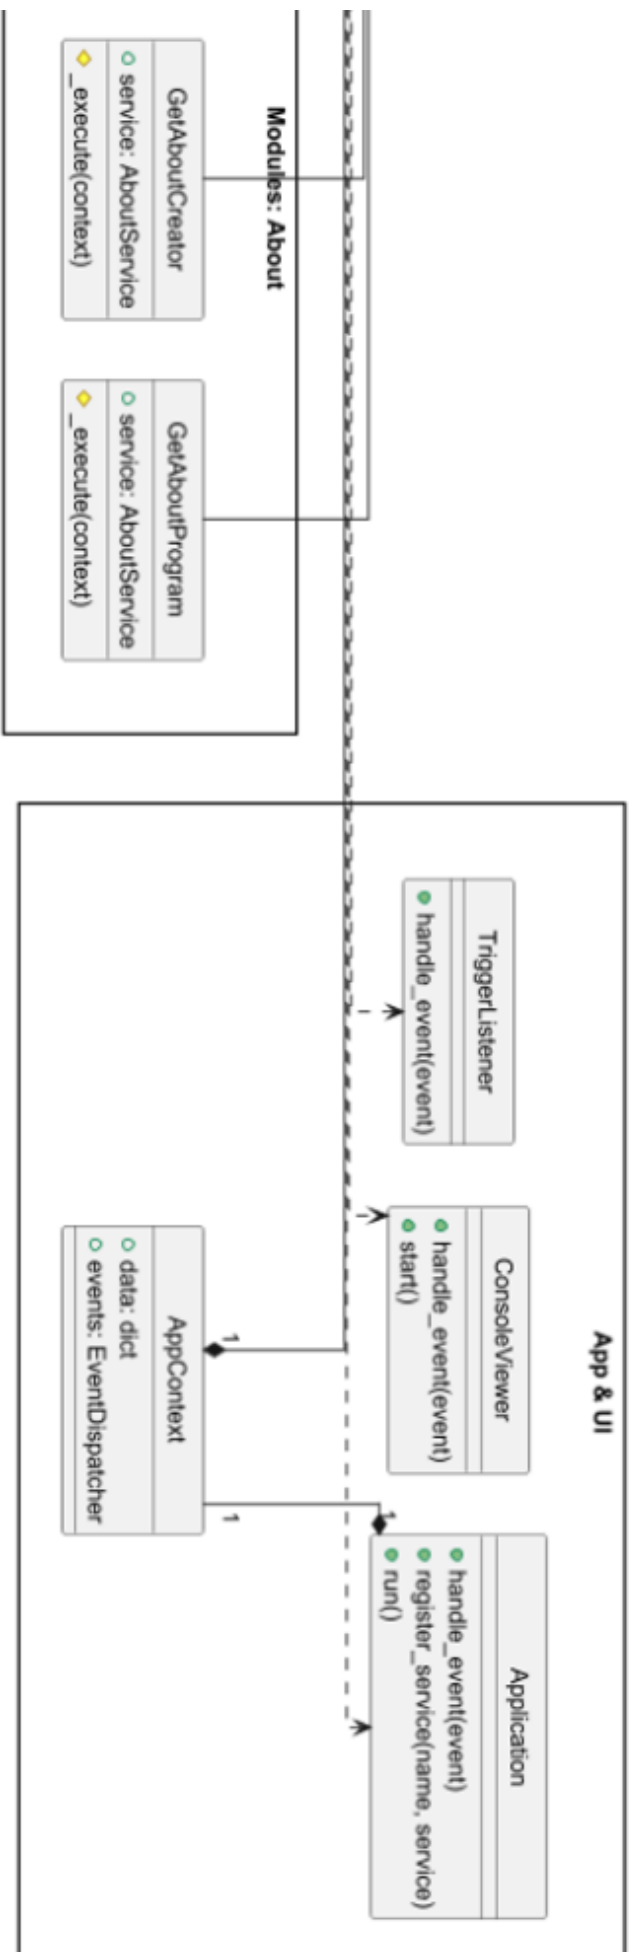 Modules: About
GetAboutCreator
service: AboutService
_execute(context)
GetAboutProgram
service: AboutService
_execute(context)
App & UI
TriggerListener
handle_event(event)
ConsoleViewer
handle_event(event)
start()
Application
handle_event(event)
register_service(name, service)
run()
1
1
1
AppContext
data: dict
events: EventDispatcher